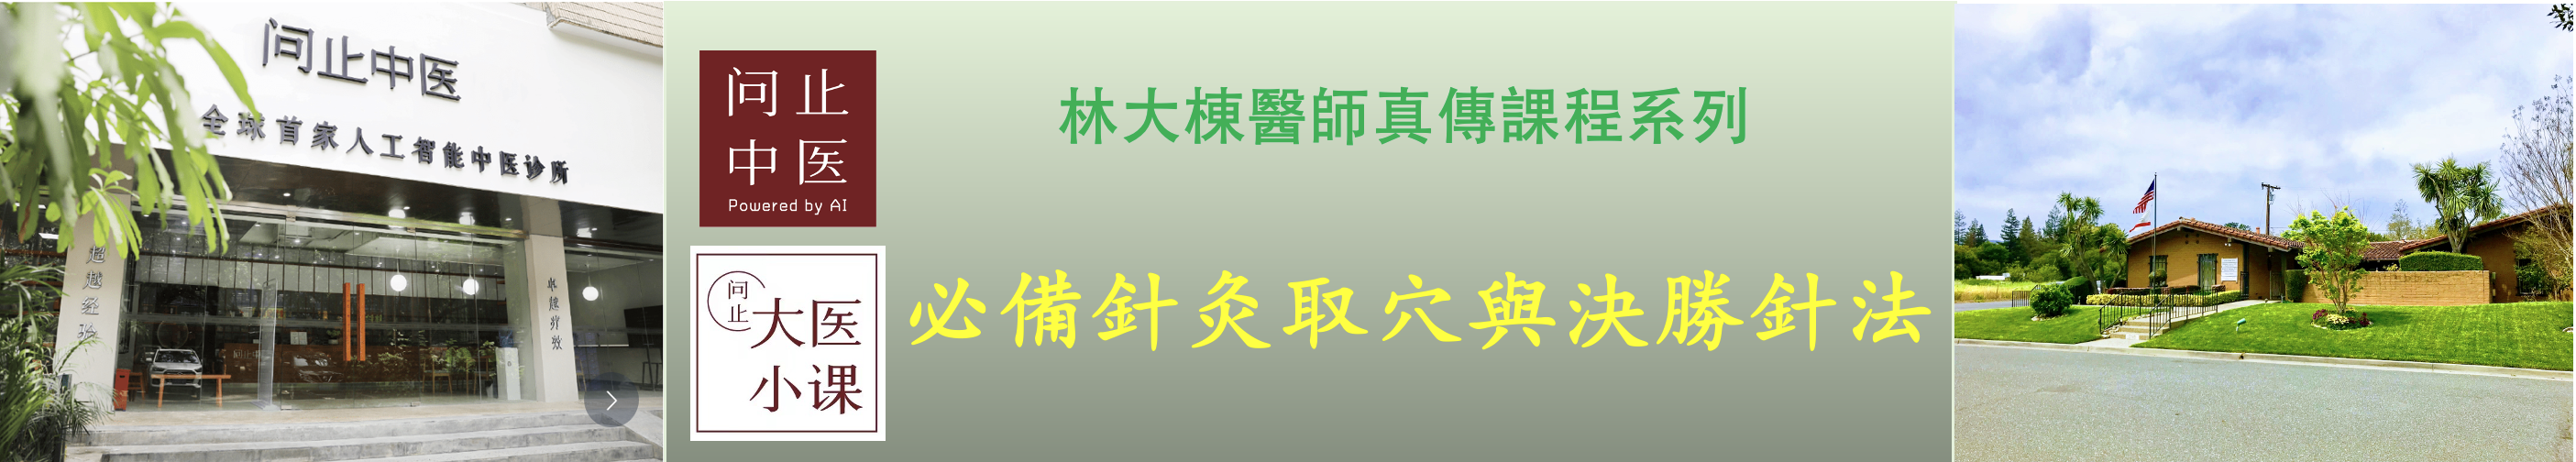 问止中医
全球首家人工智能中医诊所
超越经验
卓越疗效
问止
中医
Powered by AI
问止
大医
小课
林大棟醫師真傳課程系列
必備針灸取穴與決勝針法